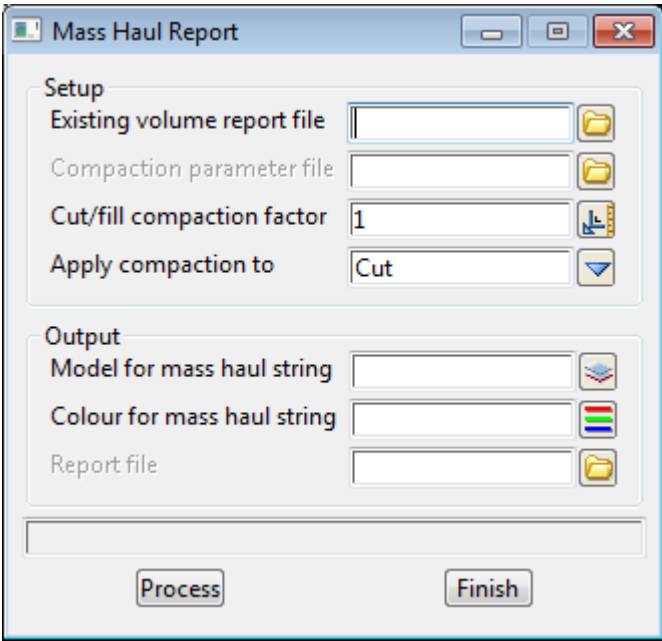 Mass Haul Report
Setup
Existing volume report file
Compaction parameter file
Cut/fill compaction factor 1
Apply compaction to Cut
Output
Model for mass haul string
Colour for mass haul string
Report file
Process Finish